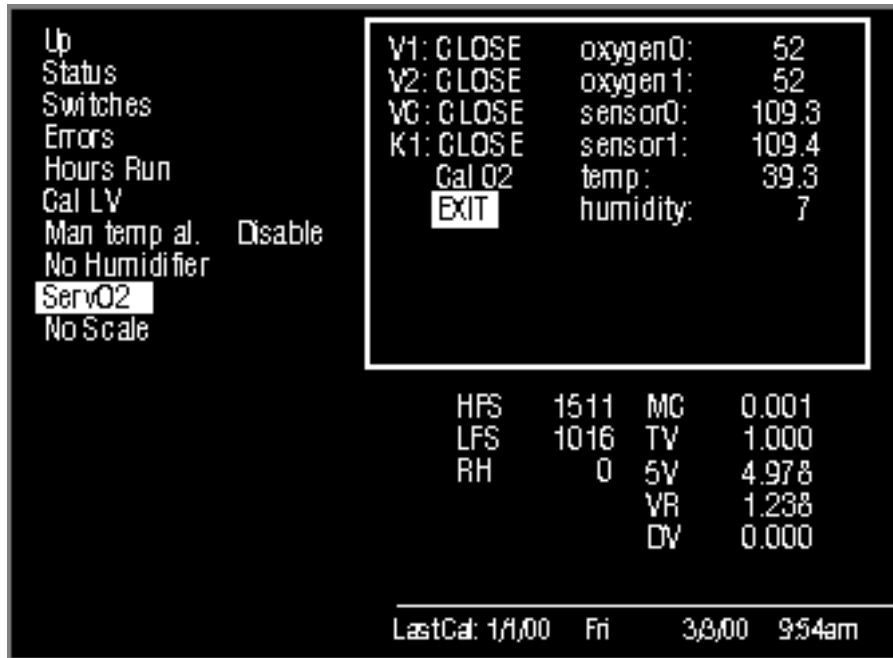 Up
Status
Switches
Errors
Hours Run
Cal LV
Man temp al. Disable
No Humidifier
ServO2
No Scale
V1: CLOSE oxygen0: 52
V2: CLOSE oxygen1: 52
VC: CLOSE sensor0: 109.3
K1: CLOSE sensor1: 109.4
Cal O2 temp: 39.3
EXIT humidity: 7
HFS 1511 MC 0.001
LFS 1016 TV 1.000
RH 0 5V 4.978
VR 1.238
DV 0.000
LastCal: 1/1/00 Fri 3/3/00 9:54am